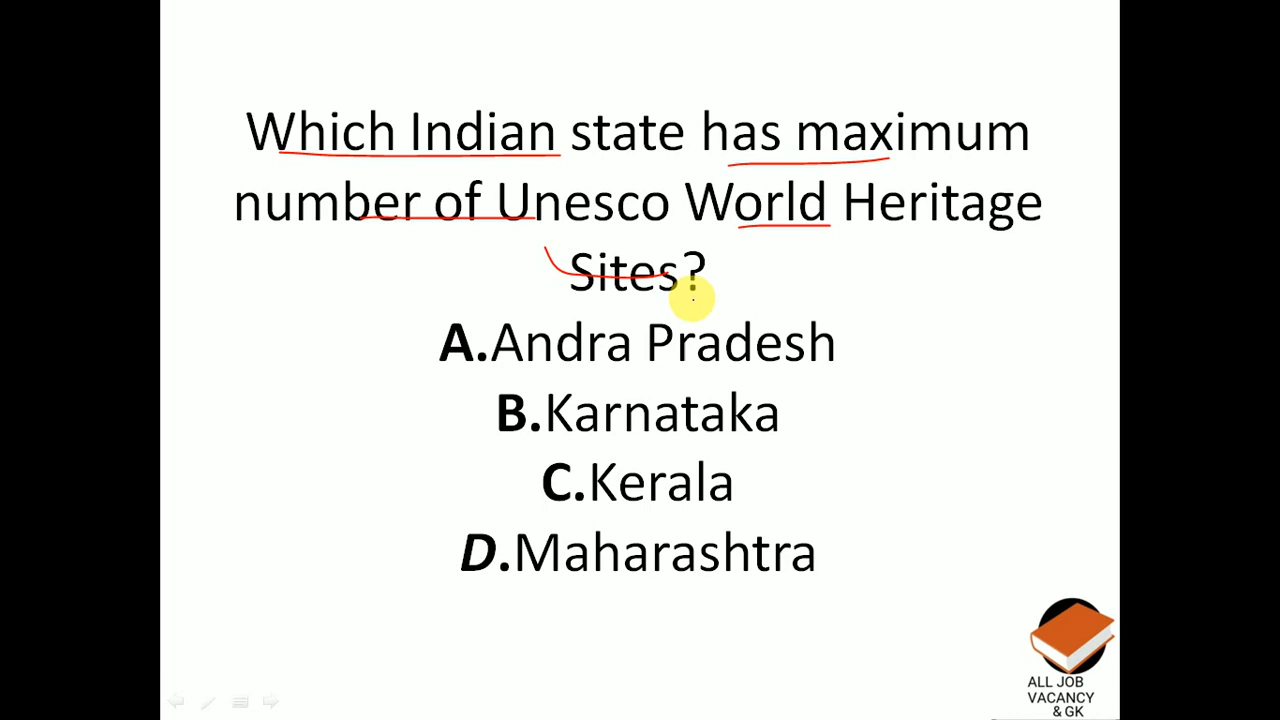 Which Indian state has maximum
number of Unesco World Heritage
Sites?
A.Andra Pradesh
B.Karnataka
C.Kerala
D.Maharashtra
ALL JOB
VACANCY
& GK